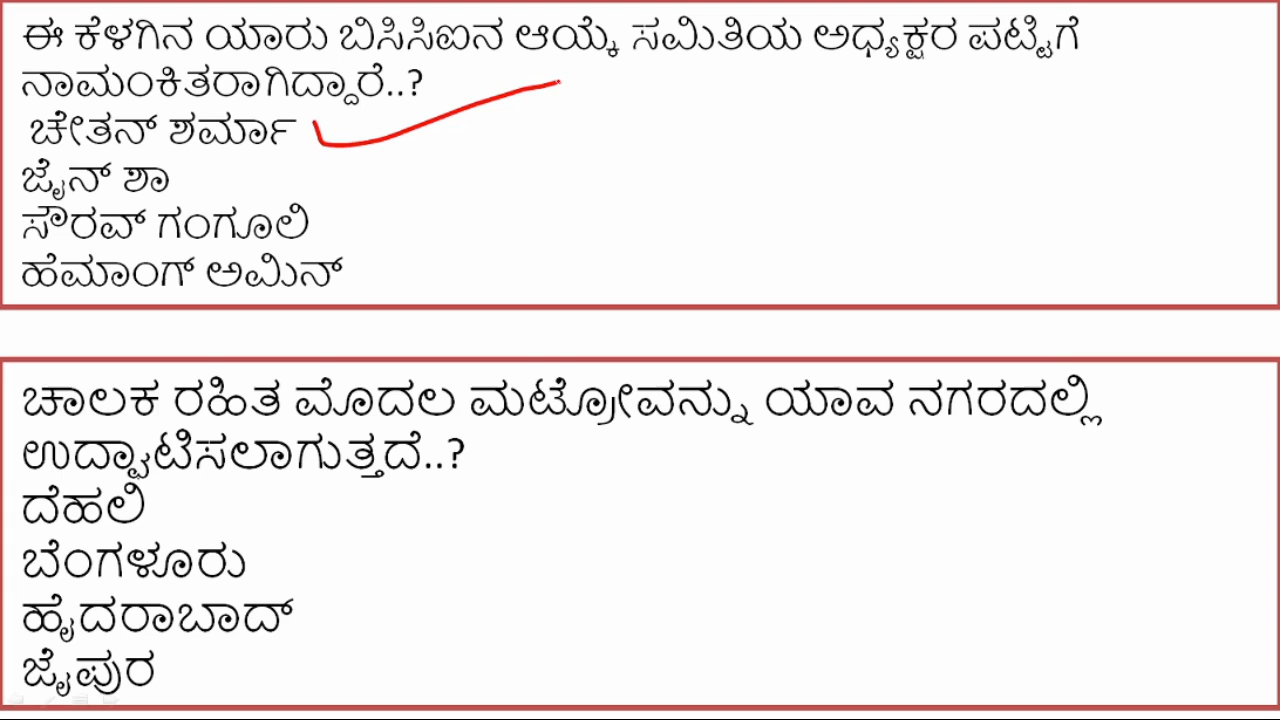 ಈ ಕೆಳಗಿನ ಯಾರು ಬಿಸಿಸಿಐನ ಆಯ್ಕೆ ಸಮಿತಿಯ ಅಧ್ಯಕ್ಷರ ಪಟ್ಟಿಗೆ
ನಾಮಂಕಿತರಾಗಿದ್ದಾರೆ..?
ಚೇತನ್ ಶರ್ಮಾ
ಜೈನ್ ಶಾ
ಸೌರವ್ ಗಂಗೂಲಿ
ಹೆಮಾಂಗ್ ಅಮಿನ್
ಚಾಲಕ ರಹಿತ ಮೊದಲ ಮಟ್ರೋವನ್ನು ಯಾವ ನಗರದಲ್ಲಿ
ಉದ್ಘಾಟಿಸಲಾಗುತ್ತದೆ..?
ದೆಹಲಿ
ಬೆಂಗಳೂರು
ಹೈದರಾಬಾದ್
ಜೈಪುರ